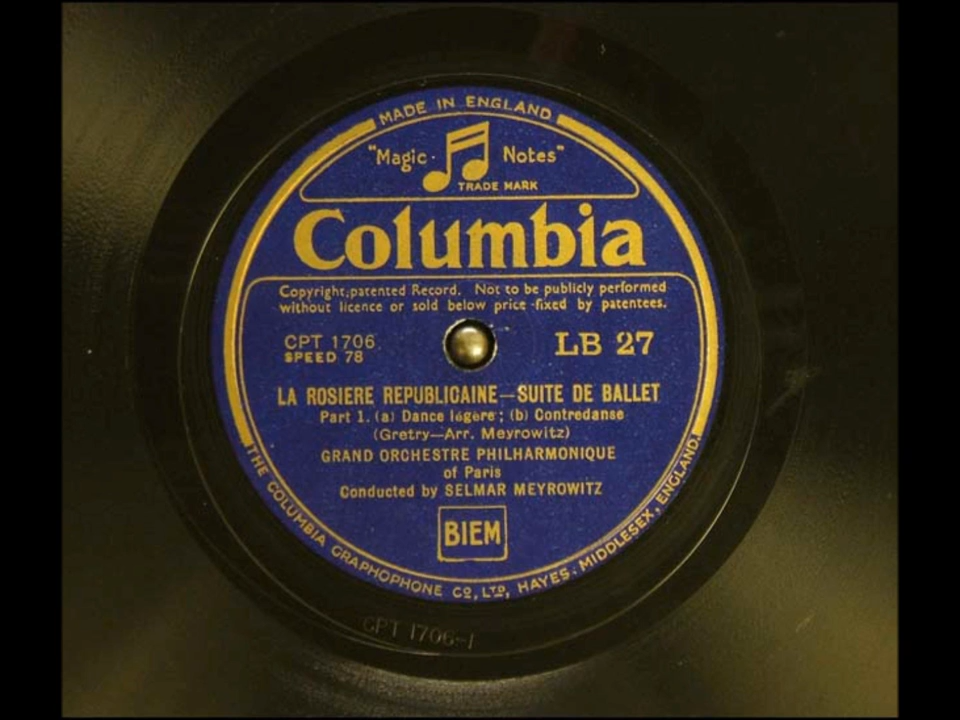 MADE IN ENGLAND
"Magic Notes"
TRADE MARK
Columbia
Copyright,patented Record. Not to be publicly performed
without licence or sold below price fixed by patentees.
CPT 1706
LB 27
SPEED 78
LA ROSIERE REPUBLICAINE—SUITE DE BALLET
Part 1. (a) Dance légère; (b) Contredanse
(Gretry—Arr. Meyrowitz)
GRAND ORCHESTRE PHILHARMONIQUE
of Paris
Conducted by SELMAR MEYROWITZ
BIEM
THE COLUMBIA GRAPHOPHONE CO, LTD, HAYES, MIDDLESEX, ENGLAND.
CPT 1706-1